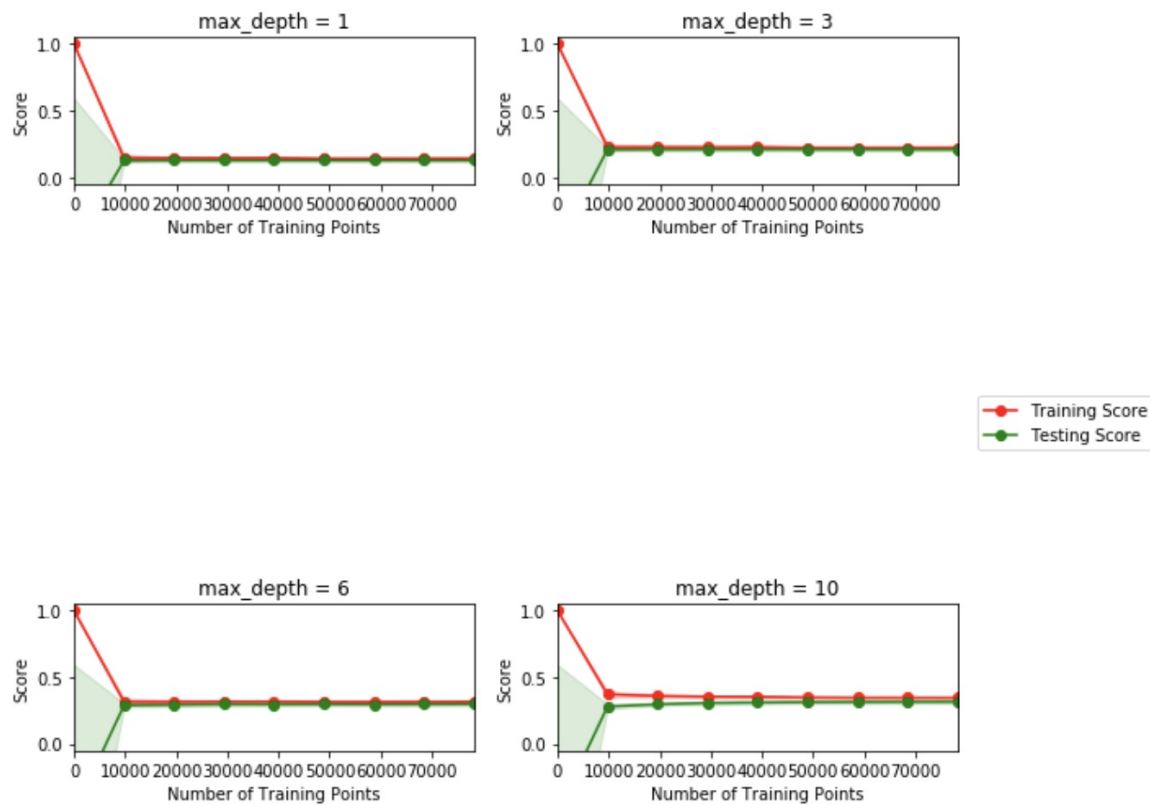 max_depth = 1
1.0
0.5
0.0
Score
0 10000 20000 30000 40000 50000 60000 70000
Number of Training Points
max_depth = 3
1.0
0.5
0.0
Score
0 10000 20000 30000 40000 50000 60000 70000
Number of Training Points
Training Score
Testing Score
max_depth = 6
1.0
0.5
0.0
Score
0 10000 20000 30000 40000 50000 60000 70000
Number of Training Points
max_depth = 10
1.0
0.5
0.0
Score
0 10000 20000 30000 40000 50000 60000 70000
Number of Training Points